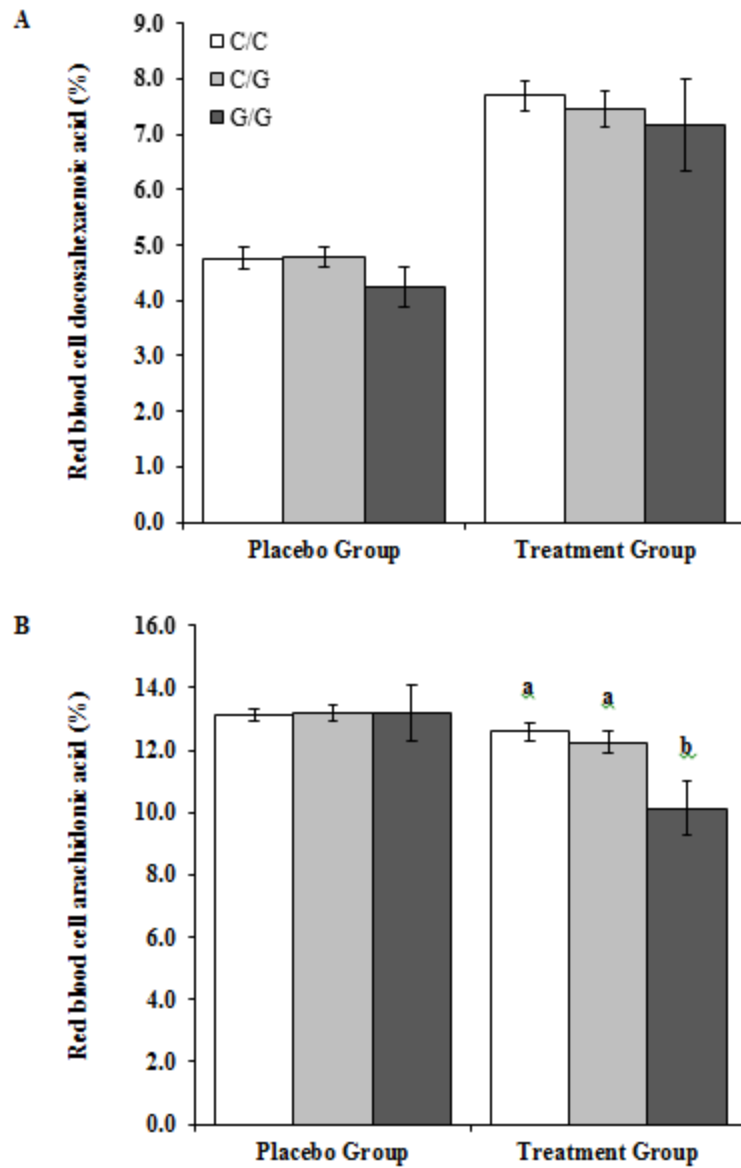 A
Red blood cell docosahexaenoic acid (%)
9.0
8.0
7.0
6.0
5.0
4.0
3.0
2.0
1.0
0.0
C/C
C/G
G/G
Placebo Group
Treatment Group
B
Red blood cell arachidonic acid (%)
16.0
14.0
12.0
10.0
8.0
6.0
4.0
2.0
0.0
a
a
b
Placebo Group
Treatment Group